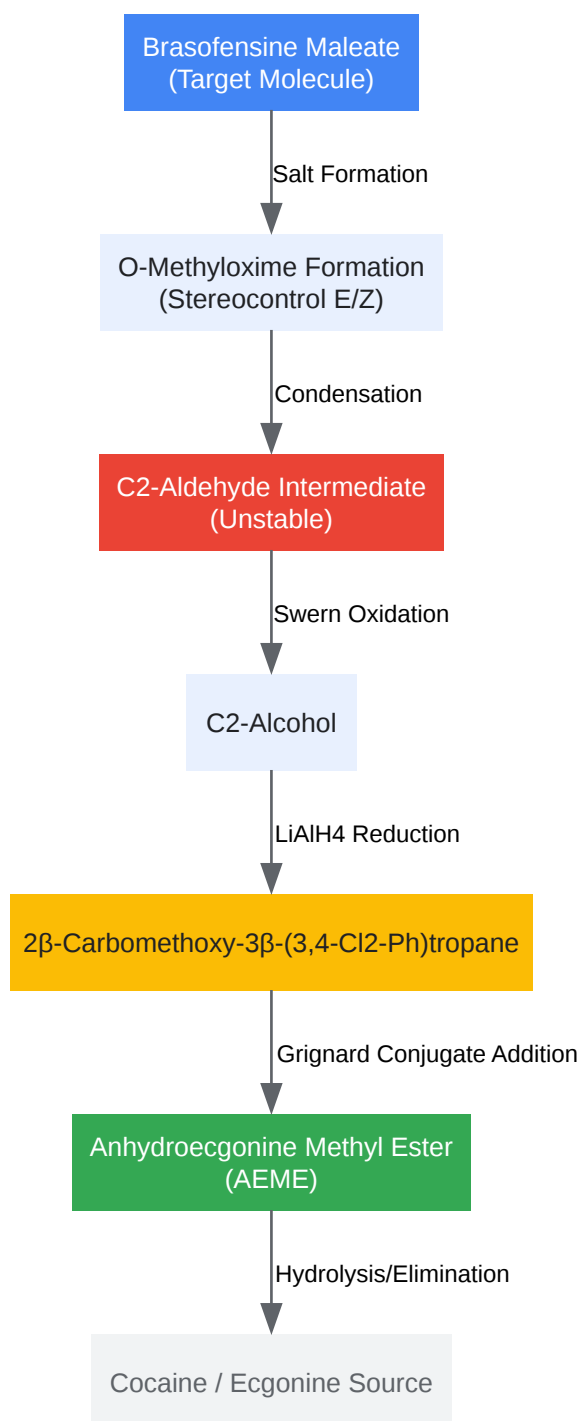 Brasofensine Maleate
(Target Molecule)
Salt Formation
O-Methyloxime Formation
(Stereocontrol E/Z)
Condensation
C2-Aldehyde Intermediate
(Unstable)
Swern Oxidation
C2-Alcohol
LiAlH4 Reduction
2β-Carbomethoxy-3β-(3,4-Cl2-Ph)tropane
Grignard Conjugate Addition
Anhydroecgonine Methyl Ester
(AEME)
Hydrolysis/Elimination
Cocaine / Ecgonine Source